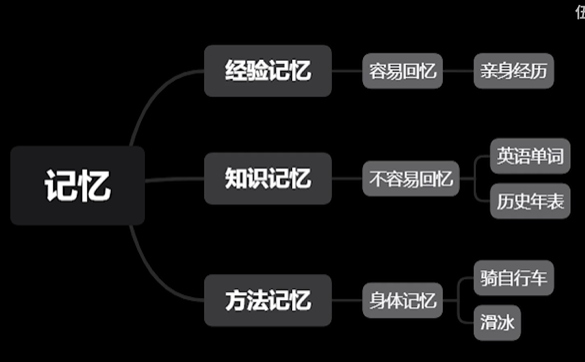 伍
经验记忆
容易回忆
亲身经历
记忆
知识记忆
不容易回忆
英语单词
历史年表
方法记忆
身体记忆
骑自行车
滑冰